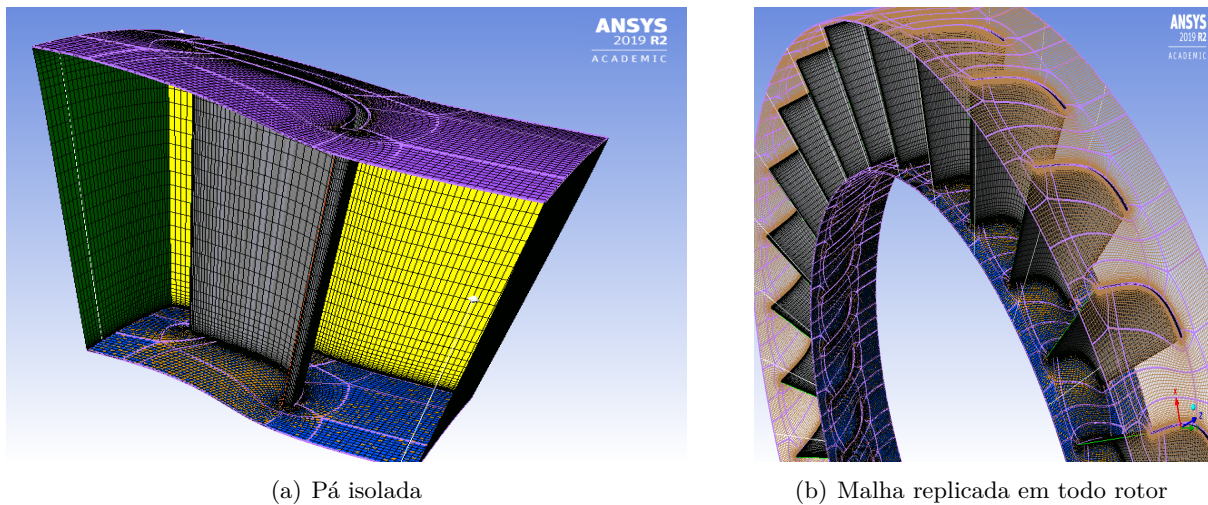 ANSYS
2019 R2
ACADEMIC
ANSYS
2019 R2
ACADEMIC
X
Z
(a) Pá isolada
(b) Malha replicada em todo rotor